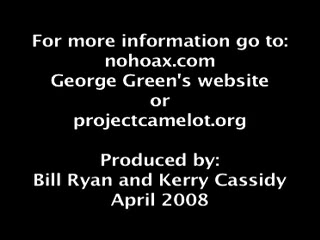 For more information go to:
nohoax.com
George Green's website
or
projectcamelot.org
Produced by:
Bill Ryan and Kerry Cassidy
April 2008